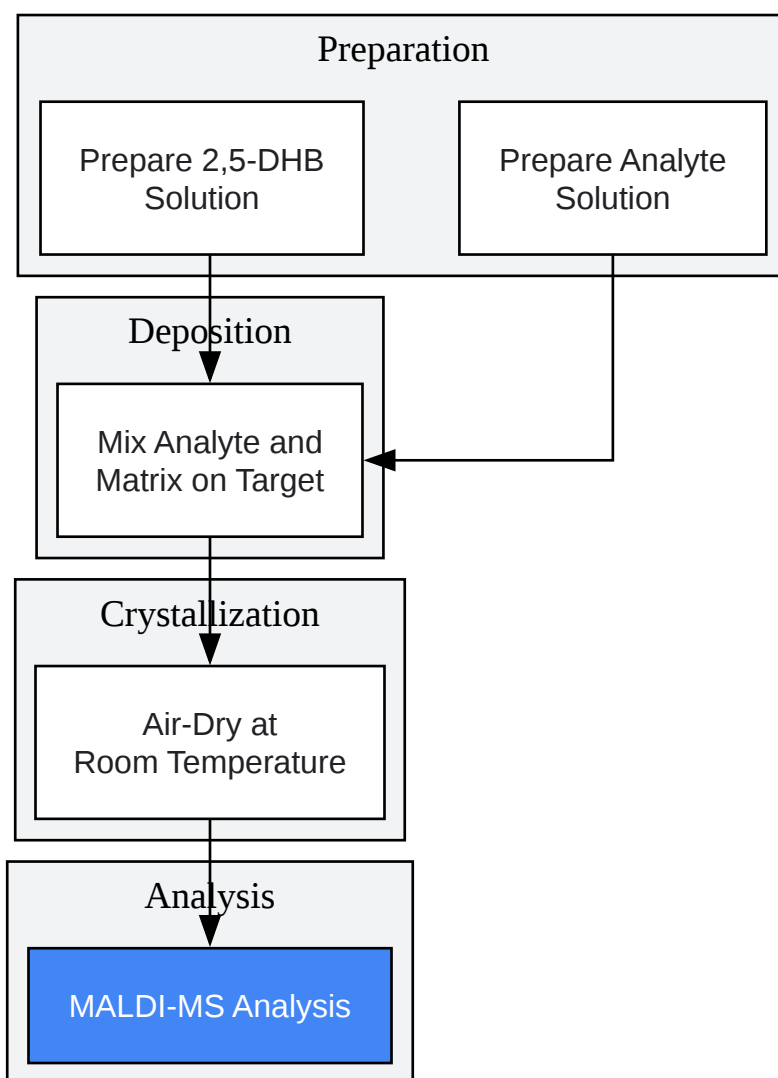 Preparation
Prepare 2,5-DHB
Solution
Prepare Analyte
Solution
Deposition
Mix Analyte and
Matrix on Target
Crystallization
Air-Dry at
Room Temperature
Analysis
MALDI-MS Analysis